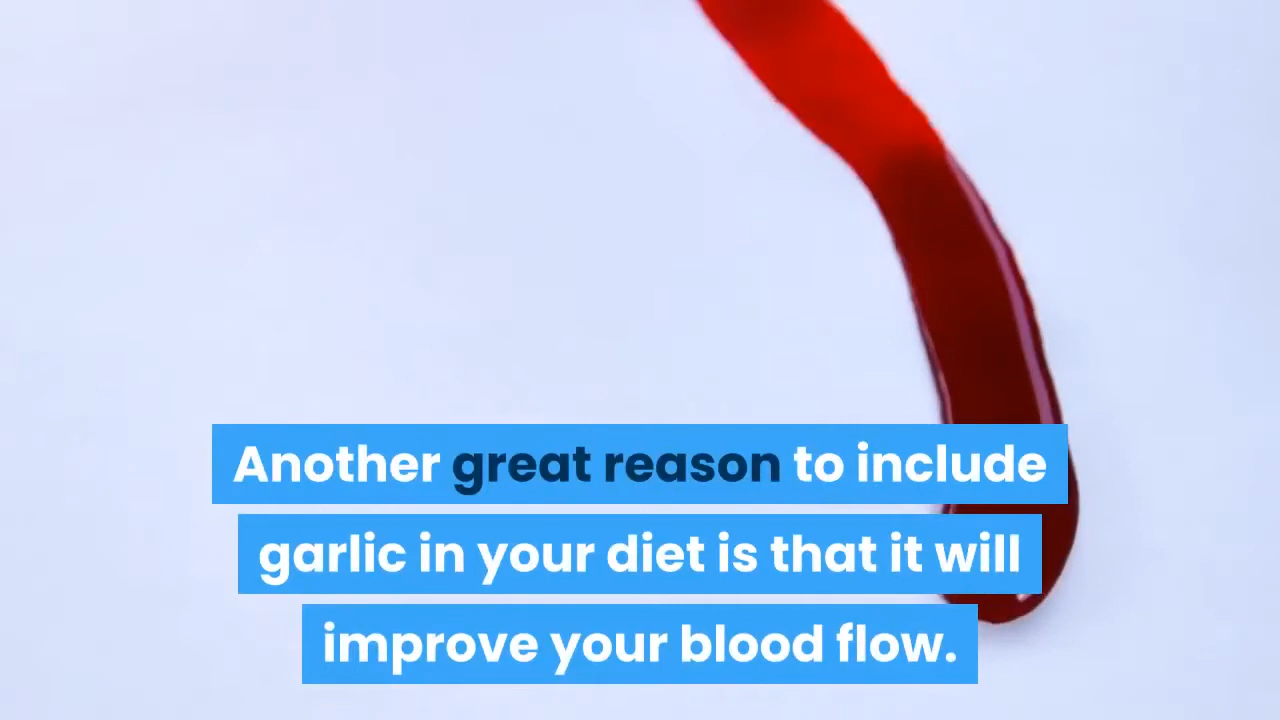 Another great reason to include
garlic in your diet is that it will
improve your blood flow.